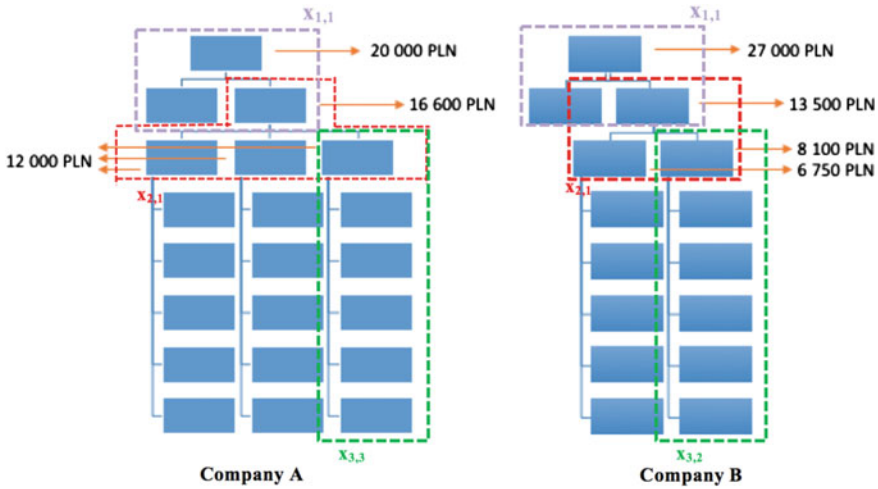 x1,1
20 000 PLN
16 600 PLN
12 000 PLN
x2,1
x3,3
Company A
x1,1
27 000 PLN
13 500 PLN
8 100 PLN
6 750 PLN
x2,1
x3,2
Company B